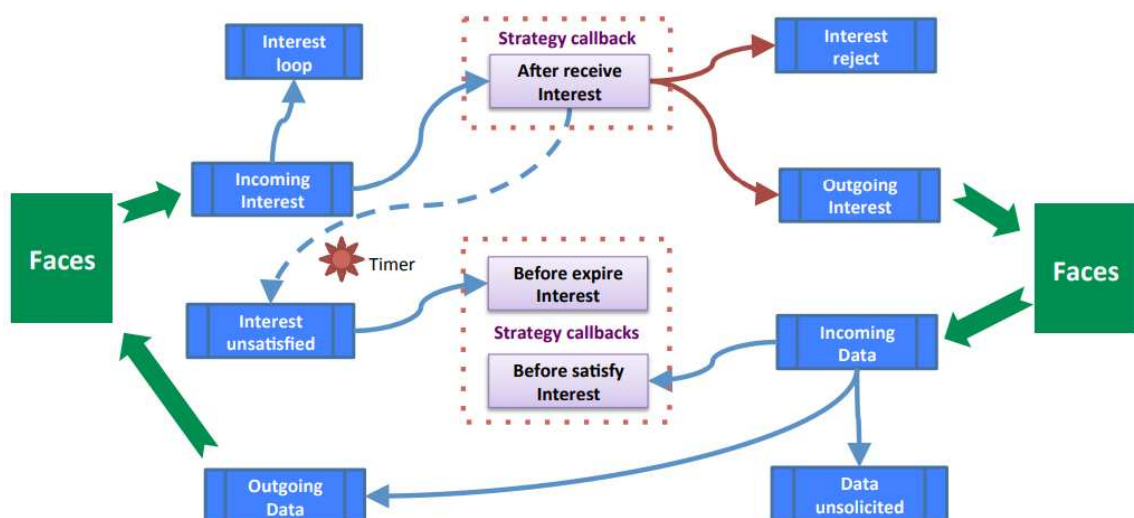 Interest
loop
Strategy callback
After receive
Interest
Interest
reject
Incoming
Interest
Outgoing
Interest
Faces
Faces
Timer
Before expire
Interest
Interest
unsatisfied
Strategy callbacks
Incoming
Data
Before satisfy
Interest
Outgoing
Data
Data
unsolicited